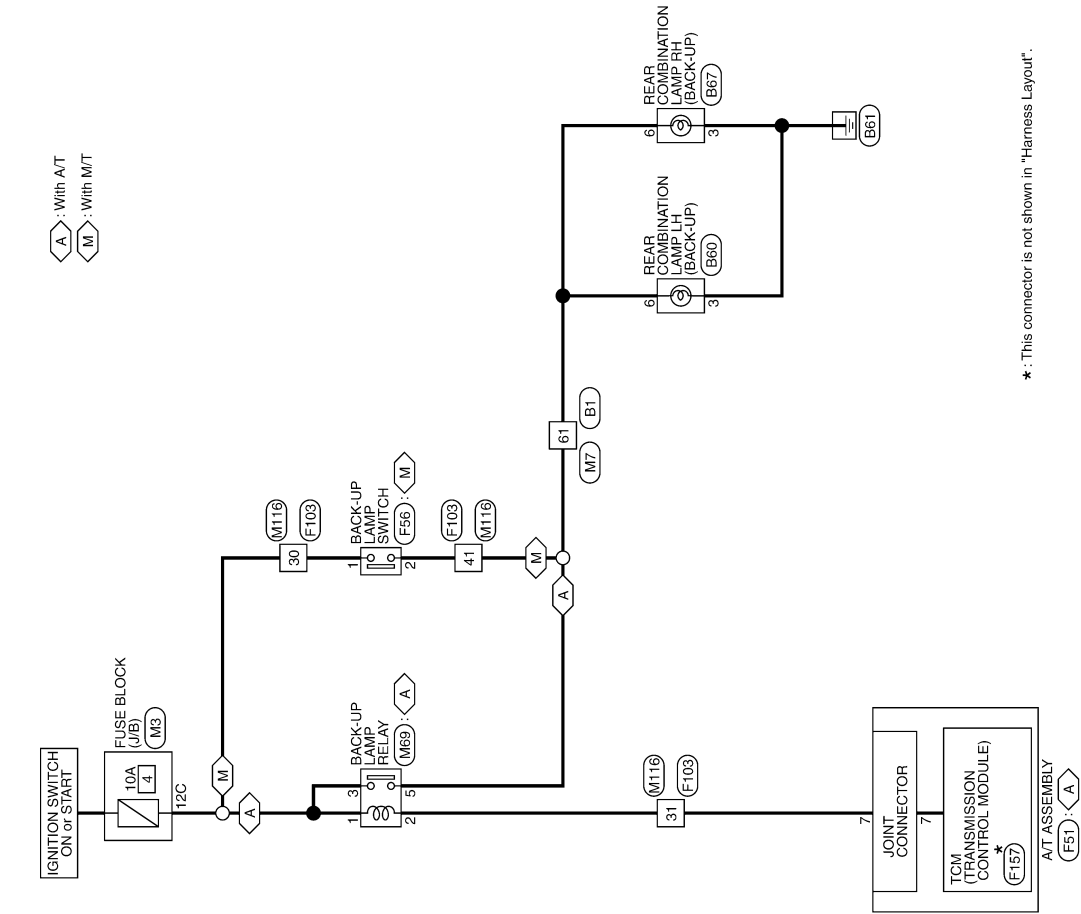 IGNITION SWITCH
ON or START
FUSE BLOCK
(J/B)
M3
10A
4
12C
M
A
A : With A/T
M : With M/T
M116
30
F103
BACK-UP
LAMP
SWITCH
F56 : M
1
2
F103
41
M116
M
A
BACK-UP
LAMP
RELAY
M69 : A
1
3
2
5
61
M7
B1
REAR
COMBINATION
LAMP LH
(BACK-UP)
B60
6
3
REAR
COMBINATION
LAMP RH
(BACK-UP)
B67
6
3
B61
M116
31
F103
7
JOINT
CONNECTOR
7
TCM
(TRANSMISSION
CONTROL MODULE)
*
F157
A/T ASSEMBLY
F51 : A
* : This connector is not shown in "Harness Layout".